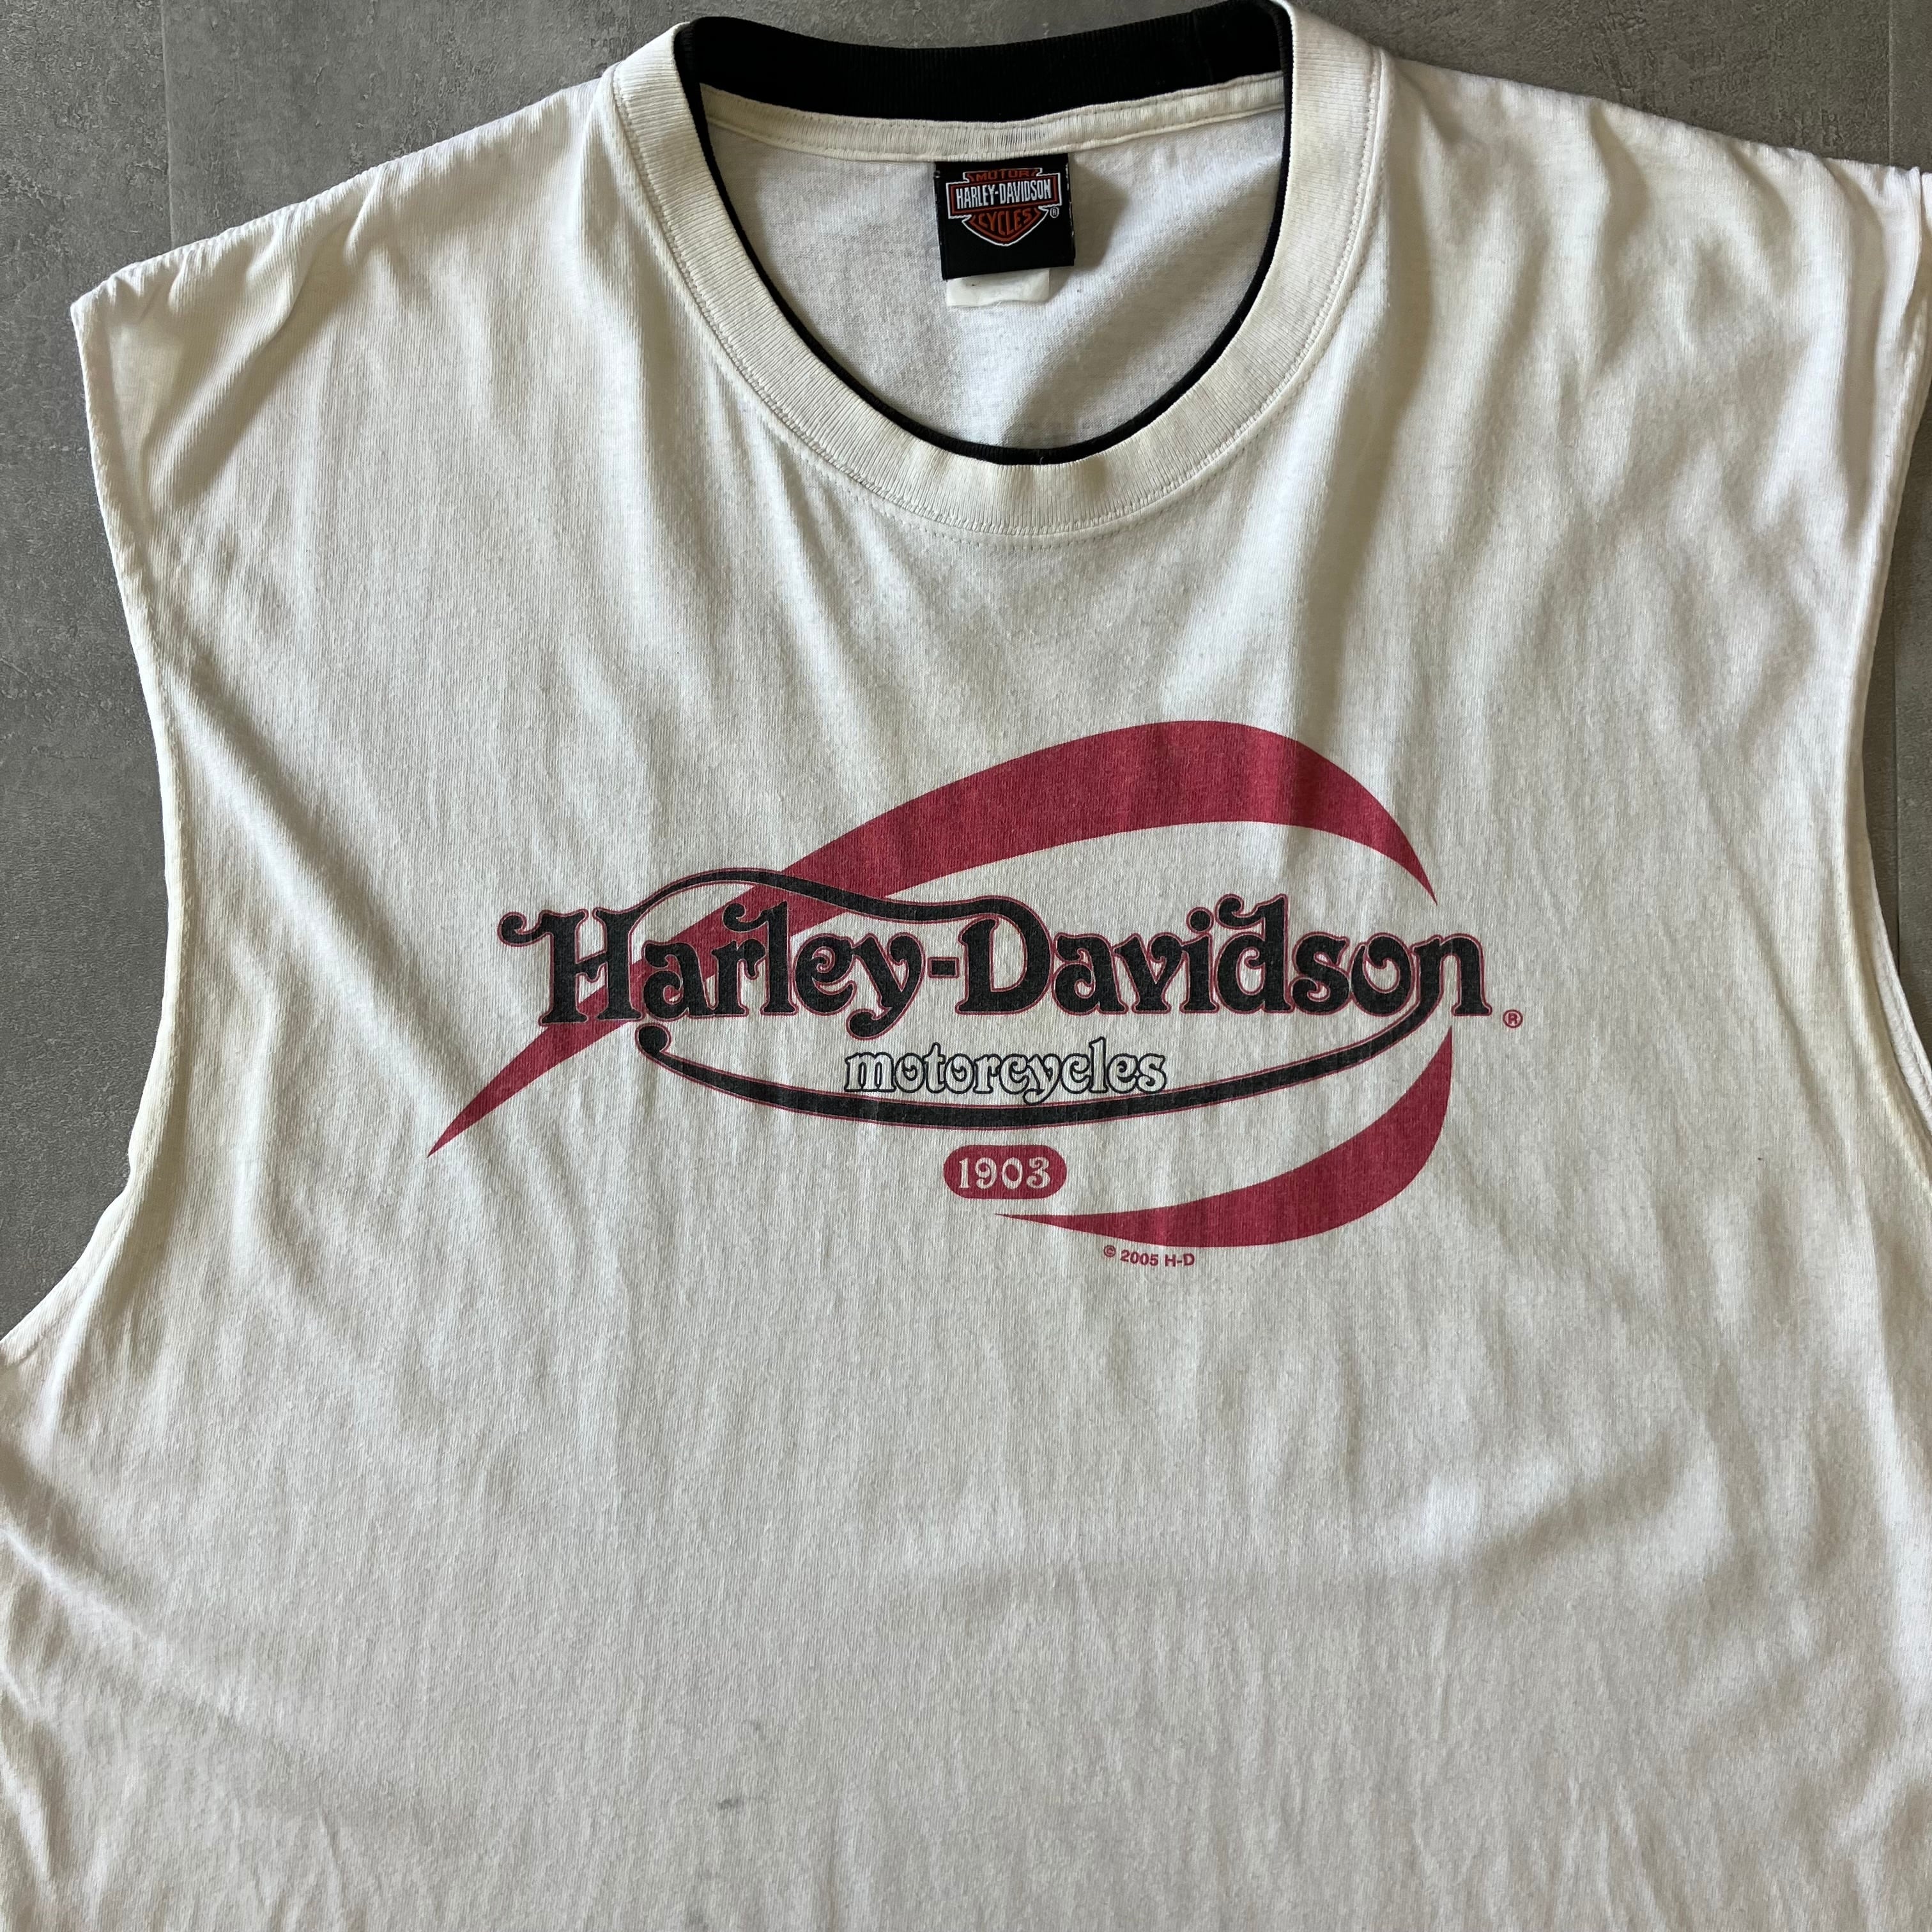 MOTOR
HARLEY-DAVIDSON
CYCLES
®
Harley-Davidson
®
motorcycles
1903
© 2005 H-D